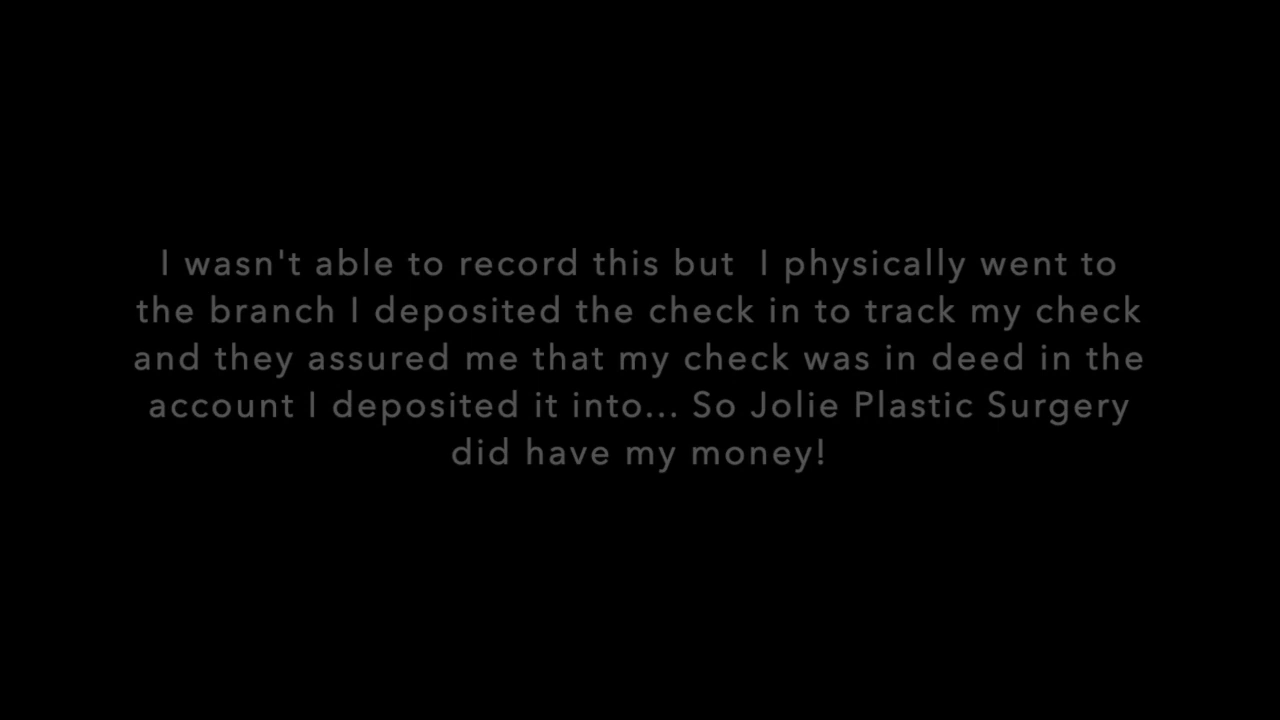 I wasn't able to record this but  I physically went to
the branch I deposited the check in to track my check
and they assured me that my check was in deed in the
account I deposited it into... So Jolie Plastic Surgery
did have my money!